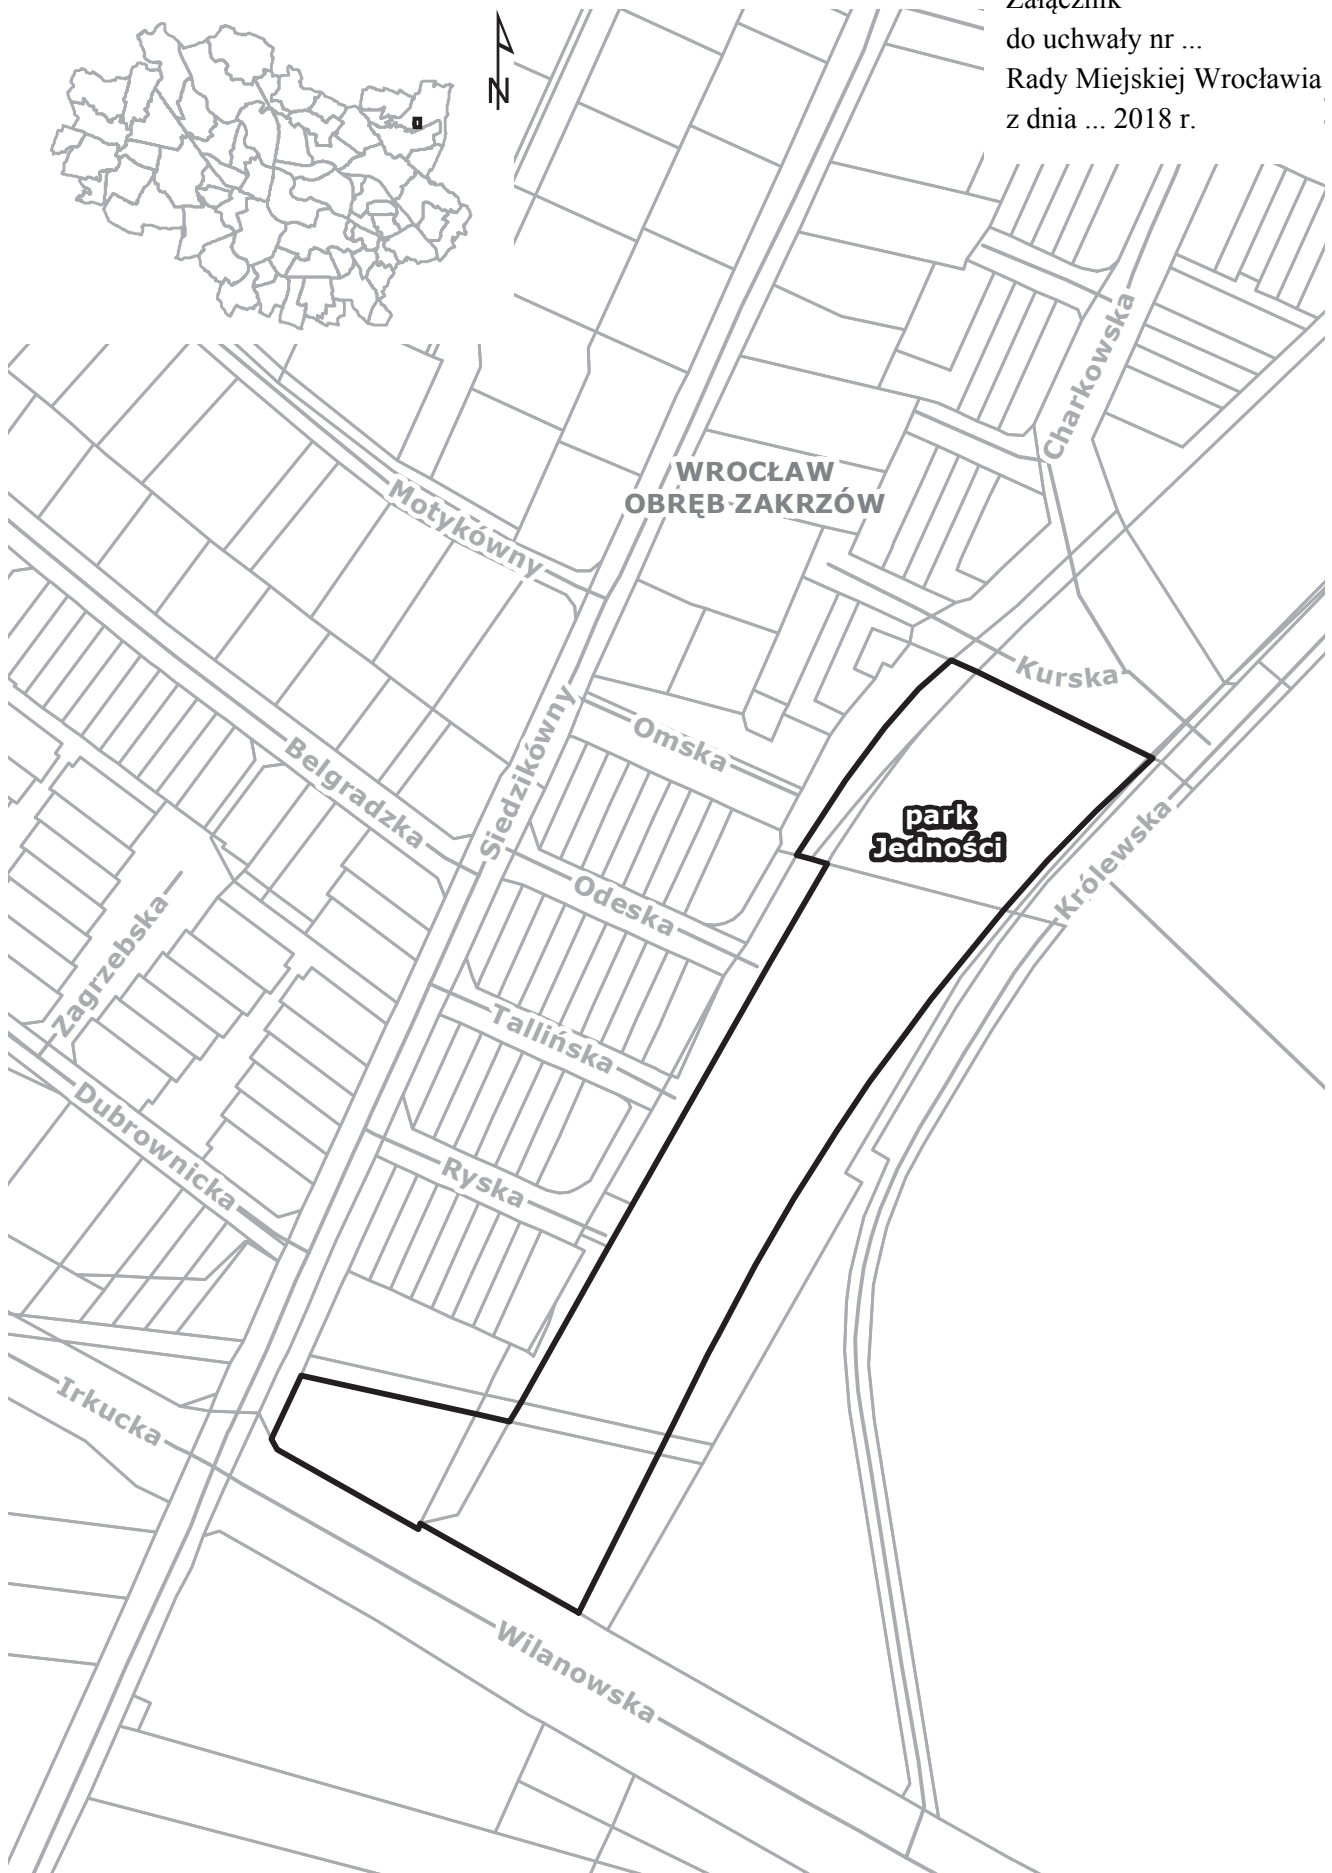 Załącznik
do uchwały nr ...
Rady Miejskiej Wrocławia
z dnia ... 2018 r.
N
Charkowska
WROCŁAW
OBRĘB ZAKRZÓW
Motykówny
Kurska
Omska
Siedzikówny
Belgradzka
park
Jedności
Królewska
Odeska
Zagrzebska
Tallińska
Dubrownicka
Ryska
Irkucka
Wilanowska